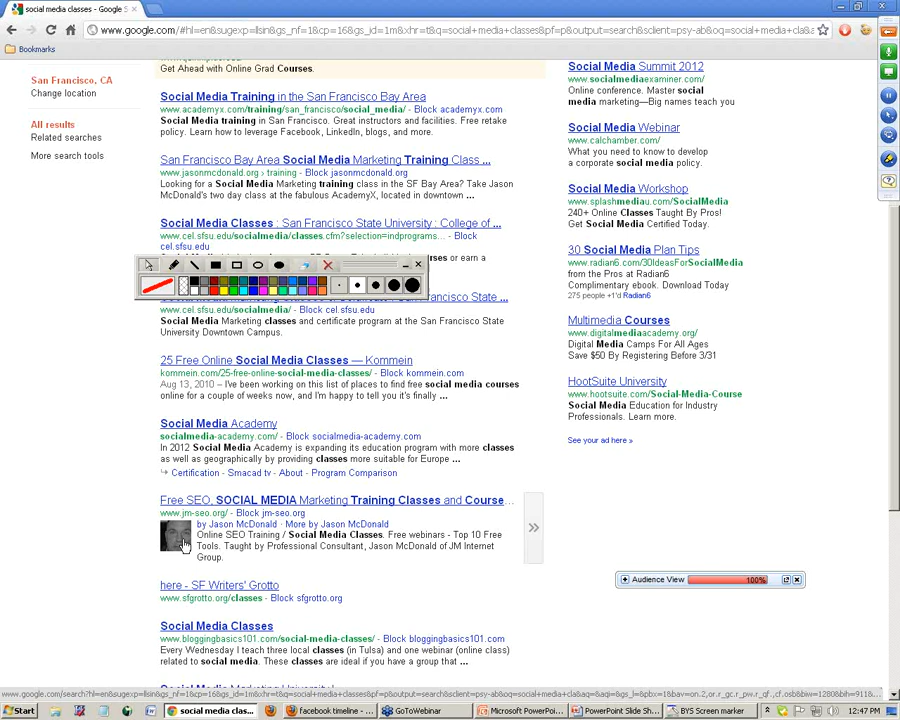 social media classes - Google S
www.google.com/#hl=en&sugexp=llsin&gs_nf=1&cp=16&gs_id=1m&xhr=t&q=social+media+classes&pf=p&output=search&sclient=psy-ab&oq=social+media+cla
Bookmarks
San Francisco, CA
Change location
All results
Related searches
More search tools
Get Ahead with Online Grad Courses.
Social Media Training in the San Francisco Bay Area
www.academyx.com/training/san_francisco/social_media/ - Block academyx.com
Social Media training in San Francisco. Great instructors and facilities. Free retake
policy. Learn how to leverage Facebook, LinkedIn, blogs, and more.
San Francisco Bay Area Social Media Marketing Training Class ...
www.jasonmcdonald.org › training - Block jasonmcdonald.org
Looking for a Social Media Marketing training class in the SF Bay Area? Take Jason
McDonald's two day class at the fabulous AcademyX, located in downtown ...
Social Media Classes : San Francisco State University : College of ...
www.cel.sfsu.edu/socialmedia/classes.cfm?selection=indprograms... - Block
cel.sfsu.edu
urses or earn a
San Francisco State ...
www.cel.sfsu.edu/socialmedia/ - Block cel.sfsu.edu
Social Media Marketing classes and certificate program at the San Francisco State
University Downtown Campus.
25 Free Online Social Media Classes — Kommein
kommein.com/25-free-online-social-media-classes/ - Block kommein.com
Aug 13, 2010 – I've been working on this list of places to find free social media courses
online for a couple of weeks now, and I'm happy to tell you it's finally ...
Social Media Academy
socialmedia-academy.com/ - Block socialmedia-academy.com
In 2012 Social Media Academy is expanding its education program with more classes
as well as geographically by providing classes more suitable for Europe ...
Certification - Smacad tv - About - Program Comparison
Free SEO, SOCIAL MEDIA Marketing Training Classes and Course...
www.jm-seo.org/ - Block jm-seo.org
by Jason McDonald - More by Jason McDonald
Online SEO Training / Social Media Classes. Free webinars - Top 10 Free
Tools. Taught by Professional Consultant, Jason McDonald of JM Internet
Group.
here - SF Writers' Grotto
www.sfgrotto.org/classes - Block sfgrotto.org
Social Media Classes
www.bloggingbasics101.com/social-media-classes/ - Block bloggingbasics101.com
Every Wednesday I teach three local classes (in Tulsa) and one webinar (online class)
related to social media. These classes are ideal if you have a group that ...
Social Media Summit 2012
www.socialmediaexaminer.com/
Online conference. Master social
media marketing—Big names teach you
Social Media Webinar
www.calchamber.com/
What you need to know to develop
a corporate social media policy.
Social Media Workshop
www.splashmediau.com/SocialMedia
240+ Online Classes Taught By Pros!
Get Social Media Certified Today.
30 Social Media Plan Tips
www.radian6.com/30IdeasForSocialMedia
from the Pros at Radian6
Complimentary ebook. Download Today
275 people +1'd Radian6
Multimedia Courses
www.digitalmediaacademy.org/
Digital Media Camps For All Ages
Save $50 By Registering Before 3/31
HootSuite University
www.hootsuite.com/Social-Media-Course
Social Media Education for Industry
Professionals. Learn more.
See your ad here »
Audience View 100%
Start
social media clas...
facebook timeline - ...
GoToWebinar
Microsoft PowerPoi...
PowerPoint Slide Sh...
BYS Screen marker
12:47 PM